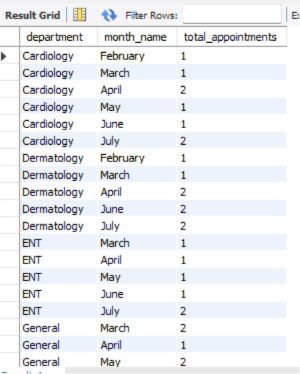 Result Grid Filter Rows: E
department month_name total_appointments
Cardiology February 1
Cardiology March 1
Cardiology April 2
Cardiology May 1
Cardiology June 1
Cardiology July 2
Dermatology February 1
Dermatology March 1
Dermatology April 2
Dermatology June 2
Dermatology July 2
ENT March 1
ENT April 1
ENT May 1
ENT June 1
ENT July 2
General March 2
General April 1
General May 2